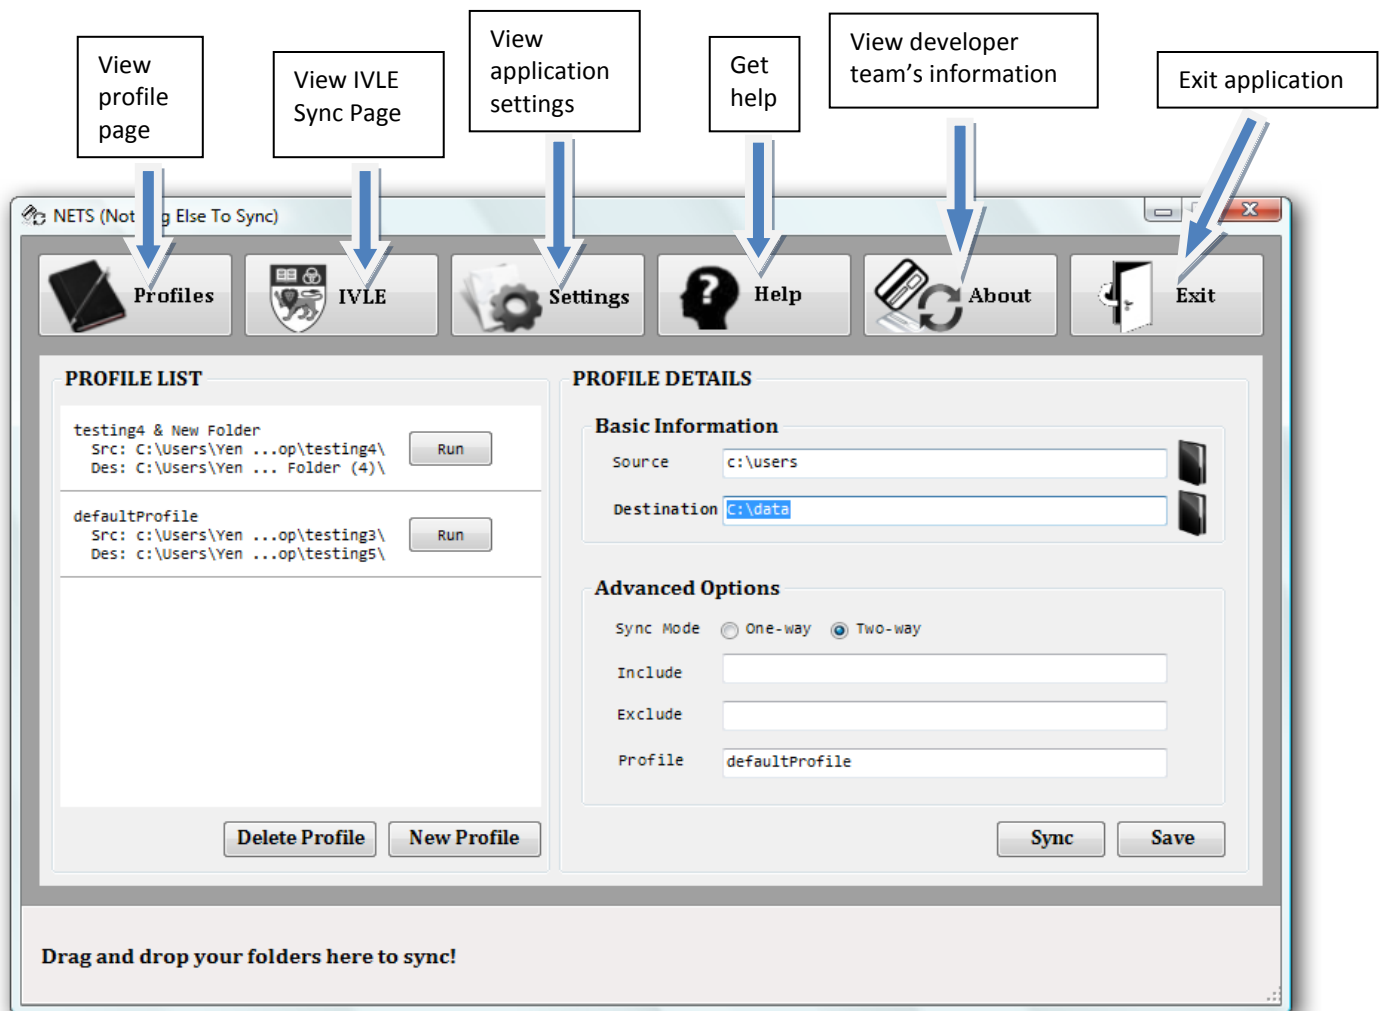 View
profile
page
View IVLE
Sync Page
View
application
settings
Get
help
View developer
team's information
Exit application
NETS (Not g Else To Sync)
Profiles
IVLE
Settings
Help
About
Exit
PROFILE LIST
testing4 & New Folder
Src: C:\Users\Yen ...op\testing4\
Des: C:\Users\Yen ... Folder (4)\
Run
defaultProfile
Src: c:\Users\Yen ...op\testing3\
Des: c:\Users\Yen ...op\testing5\
Run
Delete Profile
New Profile
PROFILE DETAILS
Basic Information
Source c:\users
Destination C:\data
Advanced Options
Sync Mode One-way Two-way
Include
Exclude
Profile defaultProfile
Sync
Save
Drag and drop your folders here to sync!